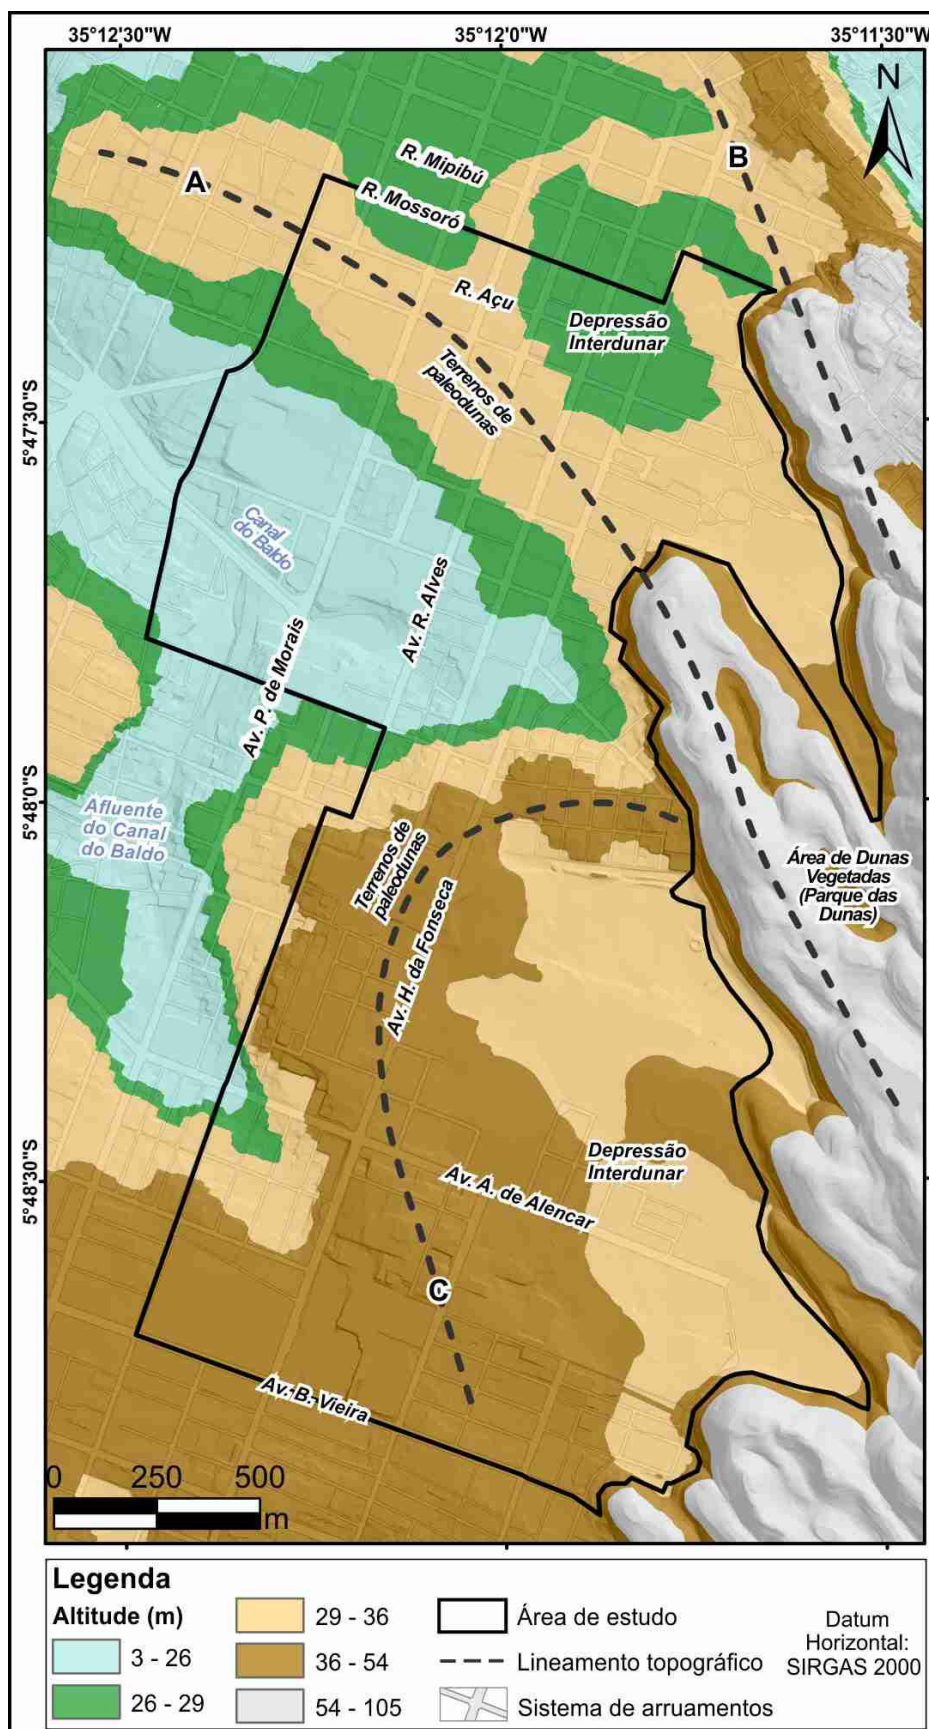 35°12'30"W
35°12'0"W
35°11'30"W
N
B
A
R. Mipibú
R. Mossoró
R. Açu
Depressão
Interdunar
Terrenos de
paleodunas
5°47'30"S
Canal
do Baldo
Av. R. Alves
Av. P. de Morais
5°48'0"S
Afluente
do Canal
do Baldo
Terrenos de
paleodunas
Área de Dunas
Vegetadas
(Parque das
Dunas)
Av. H. da Fonseca
5°48'30"S
Depressão
Interdunar
Av. A. de Alencar
C
Av. B. Vieira
0 250 500
m
Legenda
Altitude (m)
3 - 26
26 - 29
29 - 36
36 - 54
54 - 105
Área de estudo
Lineamento topográfico
Sistema de arruamentos
Datum
Horizontal:
SIRGAS 2000